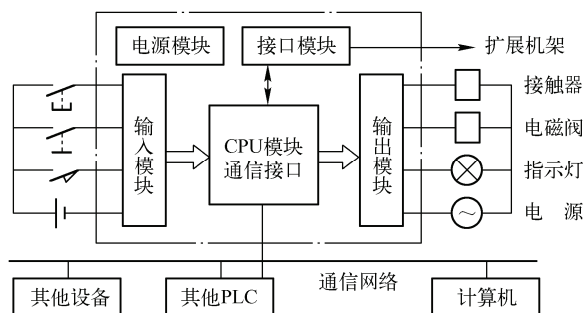 电源模块
接口模块
扩展机架
输入模块
CPU模块
通信接口
输出模块
接触器
电磁阀
指示灯
电 源
通信网络
其他设备
其他PLC
计算机